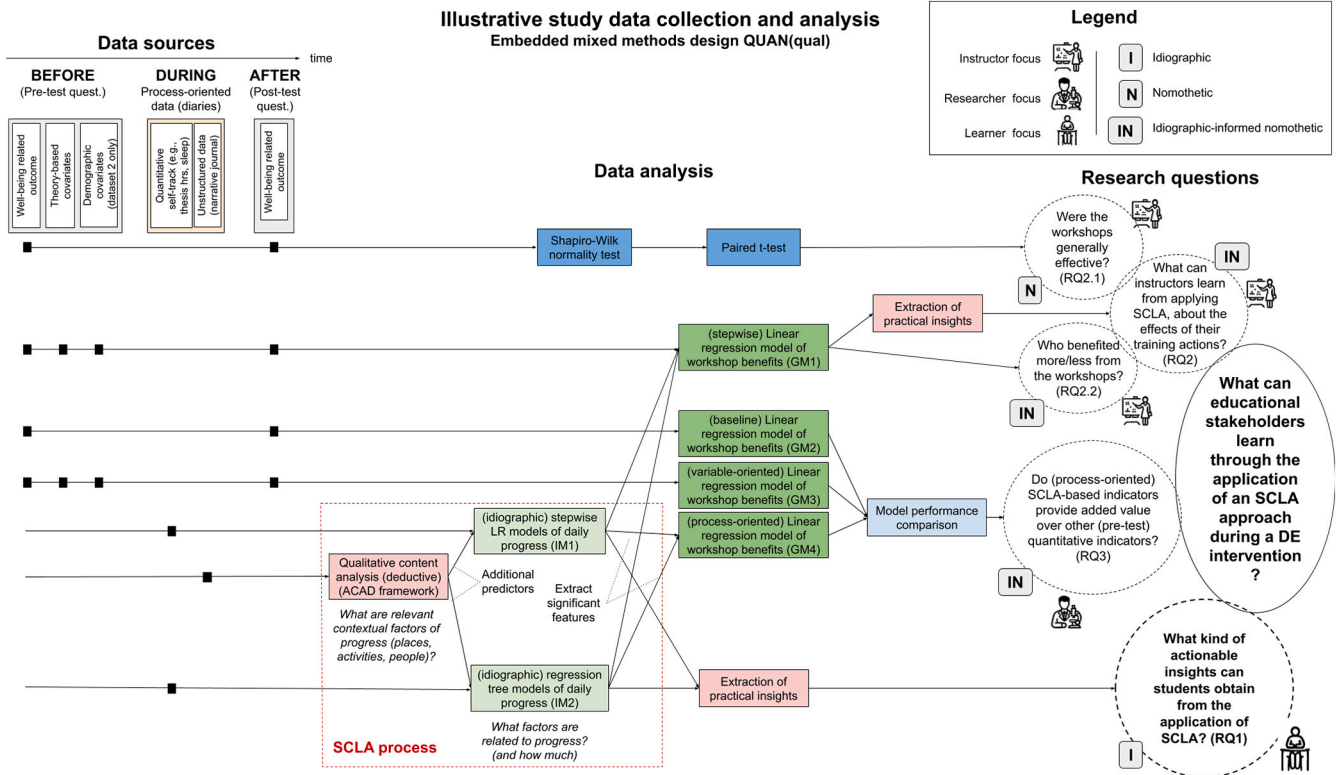 Illustrative study data collection and analysis
Embedded mixed methods design QUAN(qual)
Legend
Instructor focus
Researcher focus
Learner focus
I
Idiographic
N
Nomothetic
IN
Idiographic-informed nomothetic
Data sources
time
BEFORE
(Pre-test quest.)
DURING
Process-oriented
data (diaries)
AFTER
(Post-test
quest.)
Well-being related
outcome
Theory-based
covariates
Demographic
covariates
(dataset 2 only)
Quantitative
self-track (e.g.,
thesis hrs, sleep)
Unstructured data
(narrative journal)
Well-being related
outcome
Data analysis
Research questions
Shapiro-Wilk
normality test
Paired t-test
Were the
workshops
generally
effective?
(RQ2.1)
N
IN
What can
instructors learn
from applying
SCLA, about the
effects of their
training actions?
(RQ2)
Extraction of
practical insights
(stepwise) Linear
regression model of
workshop benefits (GM1)
Who benefited
more/less from
the workshops?
(RQ2.2)
IN
(baseline) Linear
regression model of
workshop benefits (GM2)
(variable-oriented) Linear
regression model of
workshop benefits (GM3)
(process-oriented) Linear
regression model of
workshop benefits (GM4)
Model performance
comparison
Do (process-oriented)
SCLA-based indicators
provide added value
over other (pre-test)
quantitative indicators?
(RQ3)
IN
What can
educational
stakeholders
learn
through the
application
of an SCLA
approach
during a DE
intervention
?
(idiographic) stepwise
LR models of daily
progress (IM1)
Qualitative content
analysis (deductive)
(ACAD framework)
Additional
predictors
Extract
significant
features
What are relevant
contextual factors of
progress (places,
activities, people)?
(idiographic) regression
tree models of daily
progress (IM2)
What factors are
related to progress?
(and how much)
SCLA process
Extraction of
practical insights
What kind of
actionable
insights can
students obtain
from the
application of
SCLA? (RQ1)
I